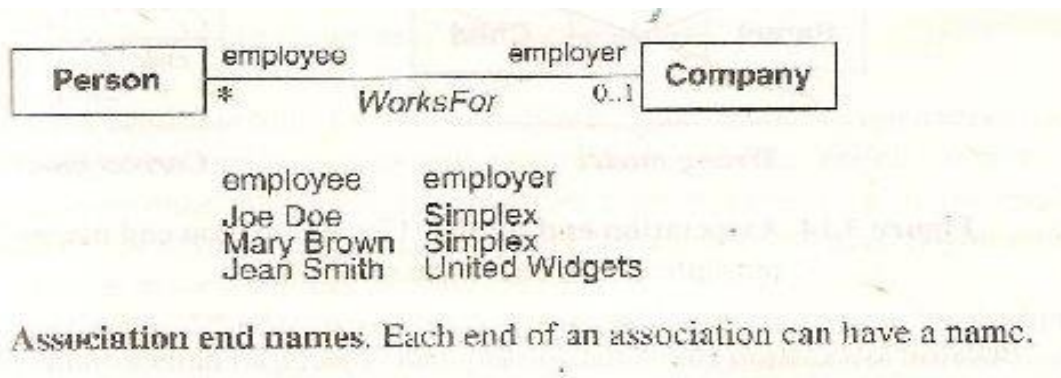 employee employer
Person Company
* WorksFor 0..1
employee employer
Joe Doe Simplex
Mary Brown Simplex
Jean Smith United Widgets
Association end names. Each end of an association can have a name.